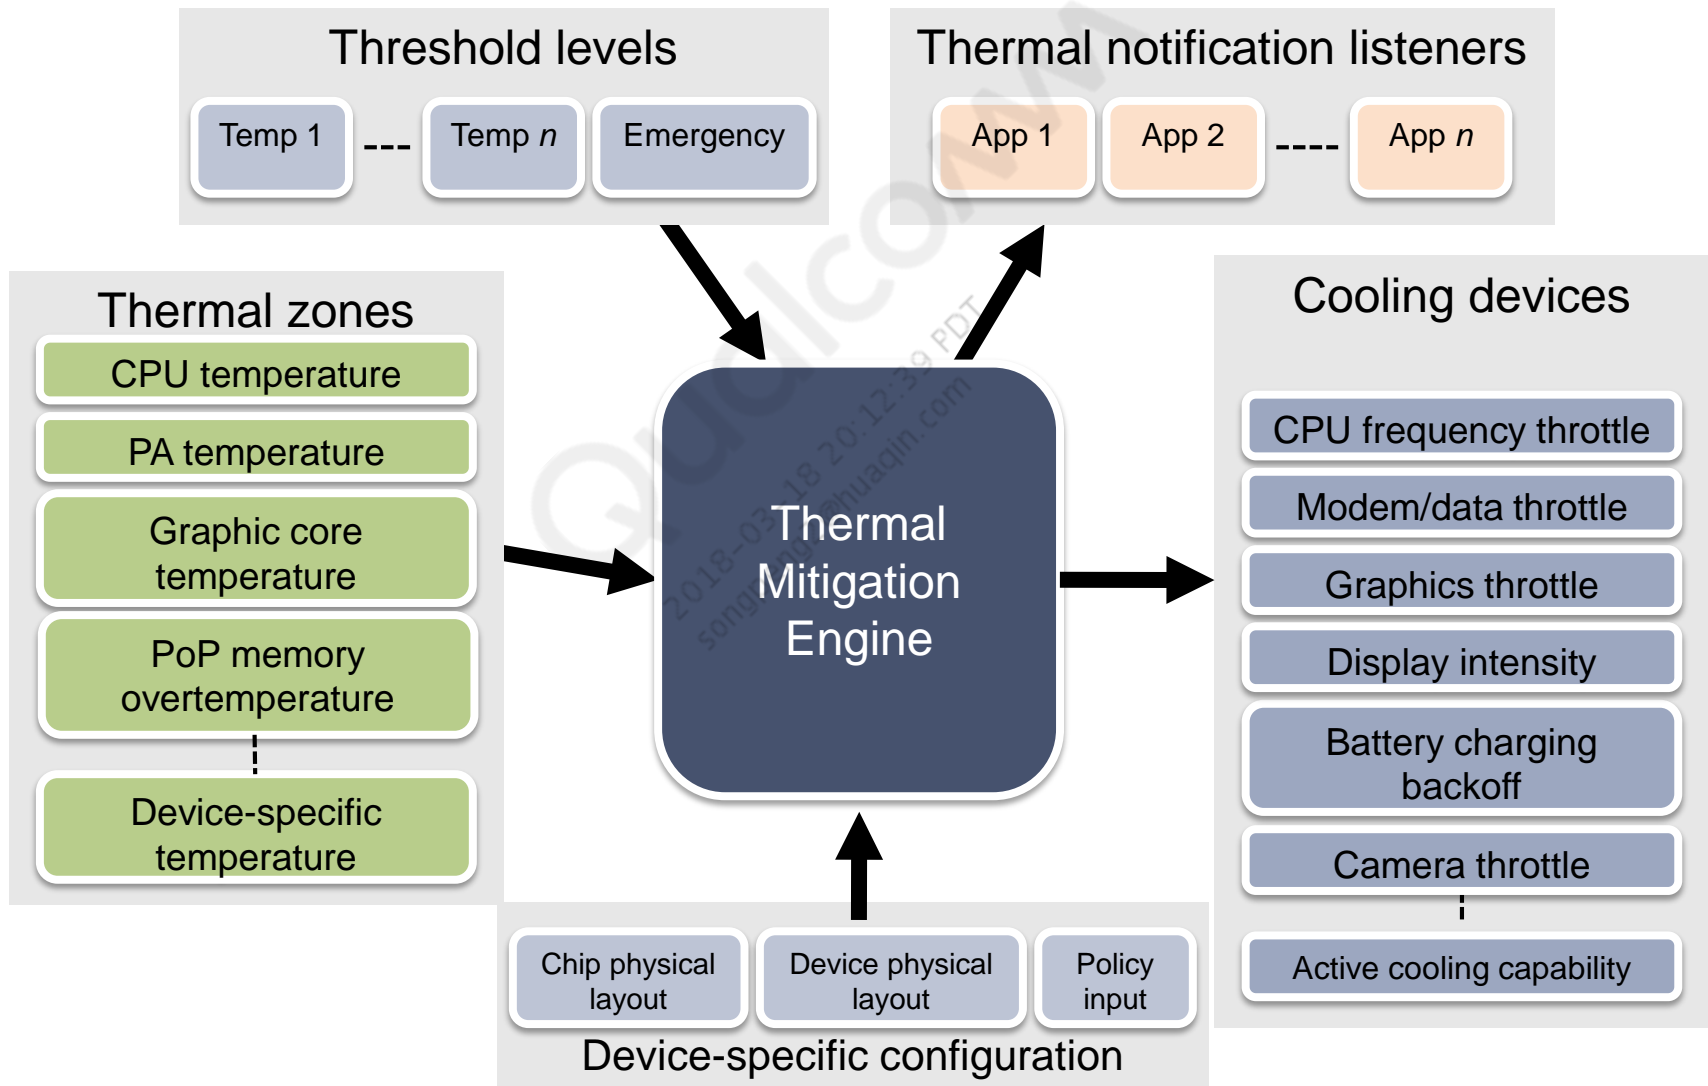 Threshold levels
Temp 1
----
Temp n
Emergency
Thermal notification listeners
App 1
App 2
----
App n
Thermal zones
CPU temperature
PA temperature
Graphic core
temperature
PoP memory
overtemperature
Device-specific
temperature
Thermal
Mitigation
Engine
Cooling devices
CPU frequency throttle
Modem/data throttle
Graphics throttle
Display intensity
Battery charging
backoff
Camera throttle
Active cooling capability
Chip physical
layout
Device physical
layout
Policy
input
Device-specific configuration
Qualcomm